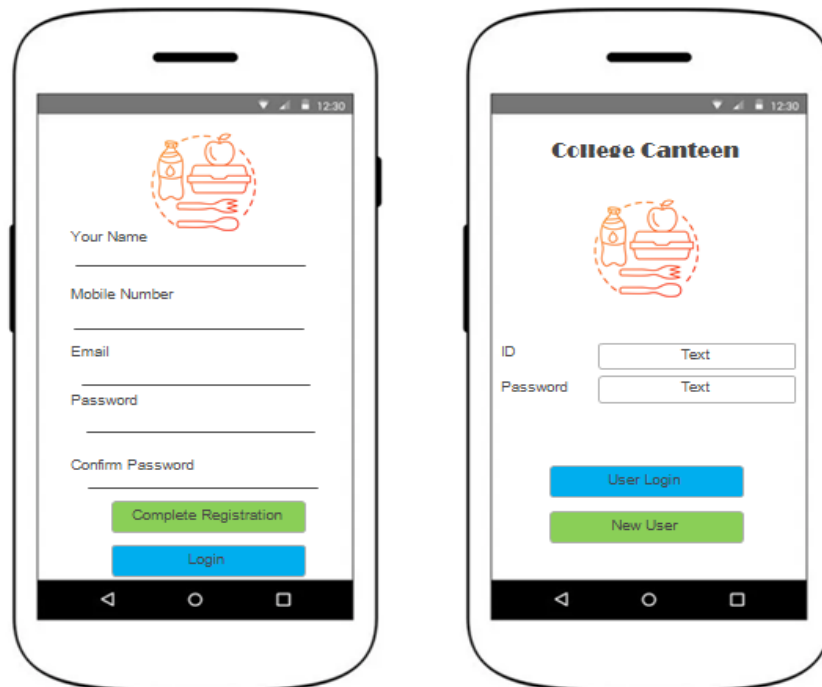 12:30
Your Name
Mobile Number
Email
Password
Confirm Password
Complete Registration
Login
12:30
College Canteen
ID
Text
Password
Text
User Login
New User